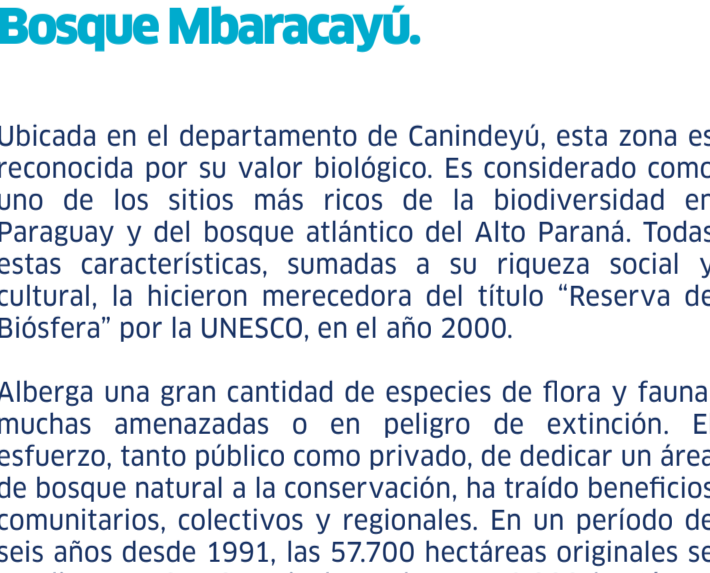 Bosque Mbaracayú.
Ubicada en el departamento de Canindeyú, esta zona es
reconocida por su valor biológico. Es considerado como
uno de los sitios más ricos de la biodiversidad en
Paraguay y del bosque atlántico del Alto Paraná. Todas
estas características, sumadas a su riqueza social y
cultural, la hicieron merecedora del título “Reserva de
Biósfera” por la UNESCO, en el año 2000.
Alberga una gran cantidad de especies de flora y fauna
muchas amenazadas o en peligro de extinción. El
esfuerzo, tanto público como privado, de dedicar un área
de bosque natural a la conservación, ha traído beneficios
comunitarios, colectivos y regionales. En un período de
seis años desde 1991, las 57.700 hectáreas originales se